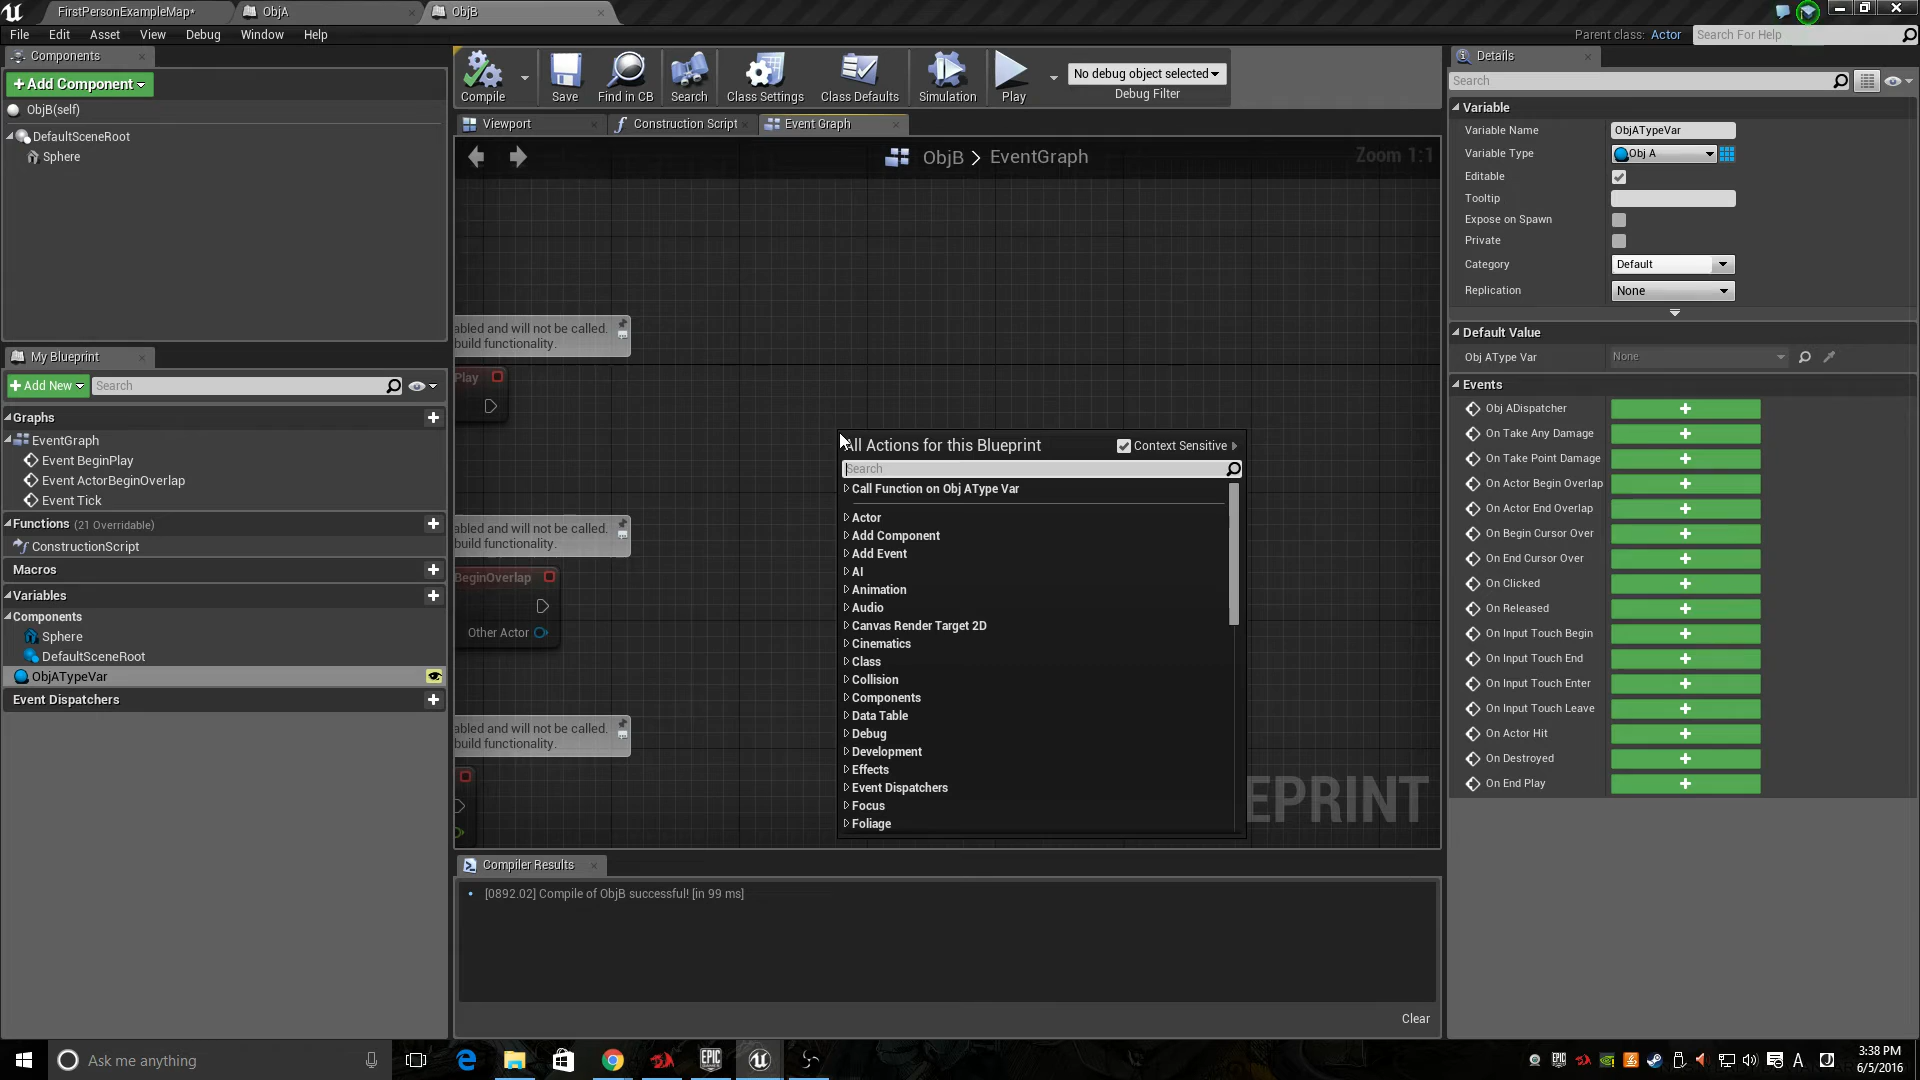 FirstPersonExampleMap*
ObjA
ObjB
File Edit Asset View Debug Window Help
Parent class: Actor
Search For Help
Components
Add Component
ObjB(self)
DefaultSceneRoot
Sphere
Compile
Save
Find in CB
Search
Class Settings
Class Defaults
Simulation
Play
No debug object selected
Debug Filter
Viewport
Construction Script
Event Graph
ObjB > EventGraph
Zoom 1:1
abled and will not be called.
build functionality.
Play
abled and will not be called.
build functionality.
BeginOverlap
Other Actor
abled and will not be called.
build functionality.
My Blueprint
Add New
Search
Graphs
EventGraph
Event BeginPlay
Event ActorBeginOverlap
Event Tick
Functions (21 Overridable)
ConstructionScript
Macros
Variables
Components
Sphere
DefaultSceneRoot
ObjATypeVar
Event Dispatchers
All Actions for this Blueprint
Context Sensitive
Search
Call Function on Obj AType Var
Actor
Add Component
Add Event
AI
Animation
Audio
Canvas Render Target 2D
Cinematics
Class
Collision
Components
Data Table
Debug
Development
Effects
Event Dispatchers
Focus
Foliage
EPRINT
Compiler Results
[0892.02] Compile of ObjB successful! [in 99 ms]
Clear
Details
Search
Variable
Variable Name ObjATypeVar
Variable Type Obj A
Editable
Tooltip
Expose on Spawn
Private
Category Default
Replication None
Default Value
Obj AType Var None
Events
Obj ADispatcher
On Take Any Damage
On Take Point Damage
On Actor Begin Overlap
On Actor End Overlap
On Begin Cursor Over
On End Cursor Over
On Clicked
On Released
On Input Touch Begin
On Input Touch End
On Input Touch Enter
On Input Touch Leave
On Actor Hit
On Destroyed
On End Play
Ask me anything
EPIC
EPIC
A
3:38 PM
6/5/2016